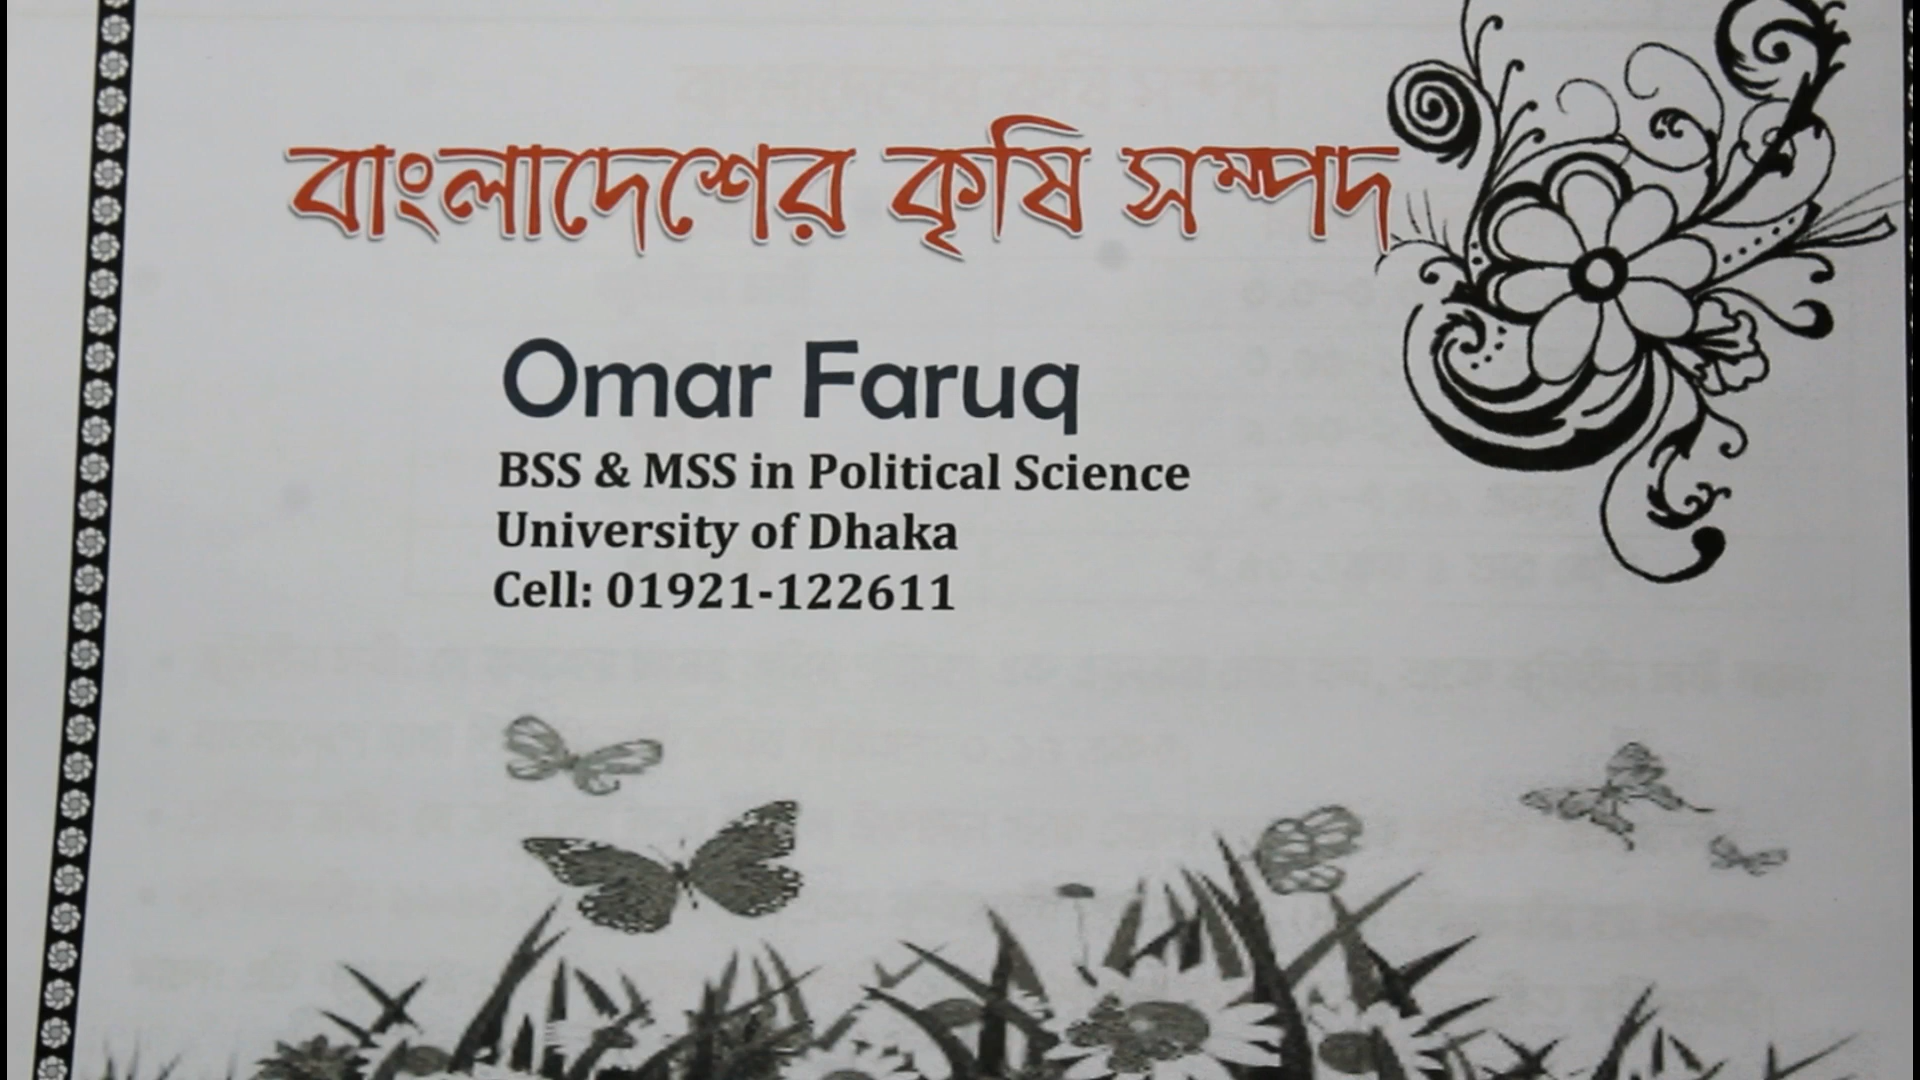 বাংলাদেশের কৃষি সম্পদ
Omar Faruq
BSS & MSS in Political Science
University of Dhaka
Cell: 01921-122611